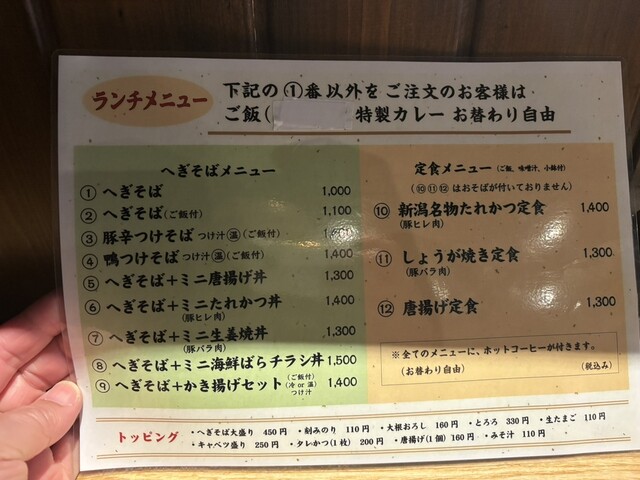 ランチメニュー
下記の①番以外をご注文のお客様は
ご飯( 特製カレー お替わり自由
へぎそばメニュー
① へぎそば 1,000
② へぎそば(ご飯付) 1,100
③ 豚辛つけそば つけ汁㊂(ご飯付)
④ 鴨つけそば つけ汁(ご飯付) 1,400
⑤ へぎそば+ミニ唐揚げ丼 1,300
⑥ へぎそば+ミニたれかつ丼 1,400
(豚ヒレ肉)
⑦ へぎそば+ミニ生姜焼丼 1,300
(豚バラ肉)
⑧ へぎそば+ミニ海鮮ばらチラシ丼 1,500
⑨ へぎそば+かき揚げセット (ご飯付)(冷or温)つけ汁 1,400
定食メニュー(ご飯、味噌汁、小鉢付)
(⑩⑪⑫はおそばが付いておりません)
⑩ 新潟名物たれかつ定食 1,400
(豚ヒレ肉)
⑪ しょうが焼き定食 1,300
(豚バラ肉)
⑫ 唐揚げ定食 1,300
※全てのメニューに、ホットコーヒーが付きます。
(お替わり自由) (税込み)
トッピング
・へぎそば大盛り 450円 ・刻みのり 110円 ・大根おろし 160円 ・とろろ 330円 ・生たまご 110円
・キャベツ盛り 250円 ・タレかつ(1枚) 200円 ・唐揚げ(1個)160円 ・みそ汁 110円